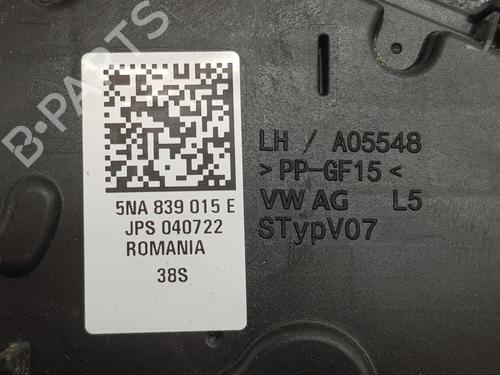 B-PARTS
5NA 839 015 E
JPS 040722
ROMANIA
38S
LH / A05548
>PP-GF15<
VW AG L5
STypV07